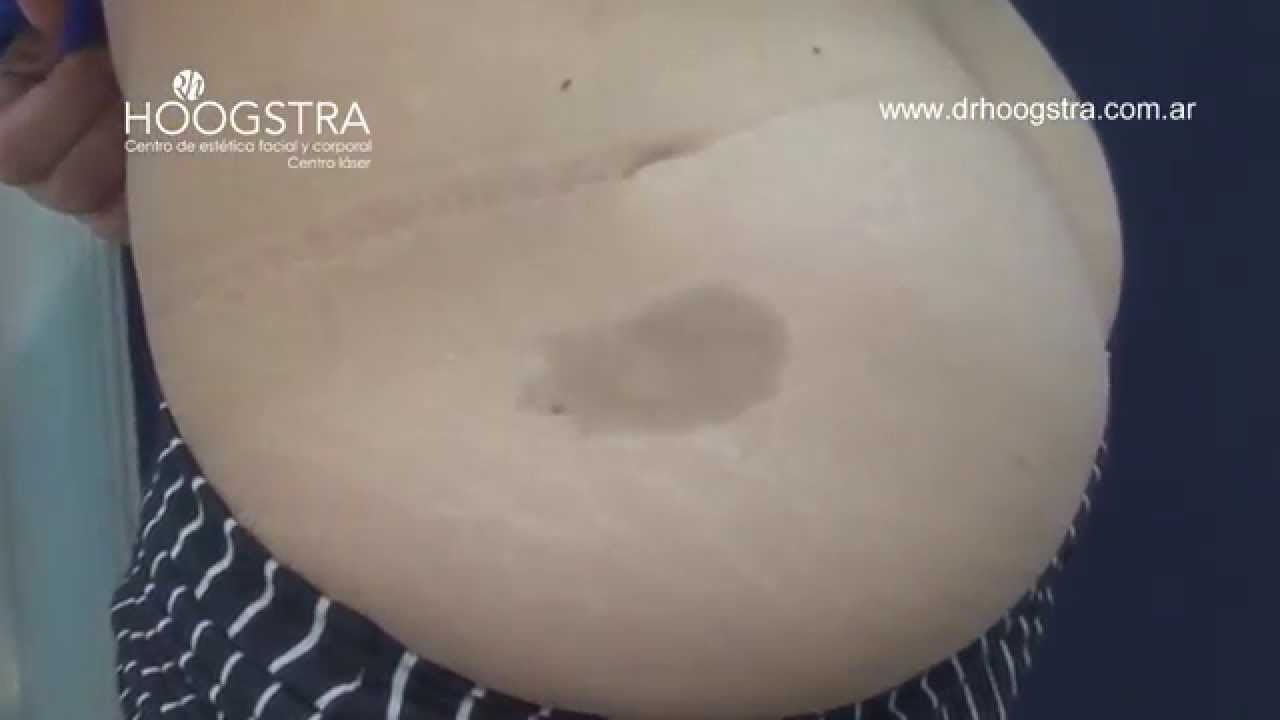 HOOGSTRA
Centro de estética facial y corporal
Centro láser
www.drhoogstra.com.ar